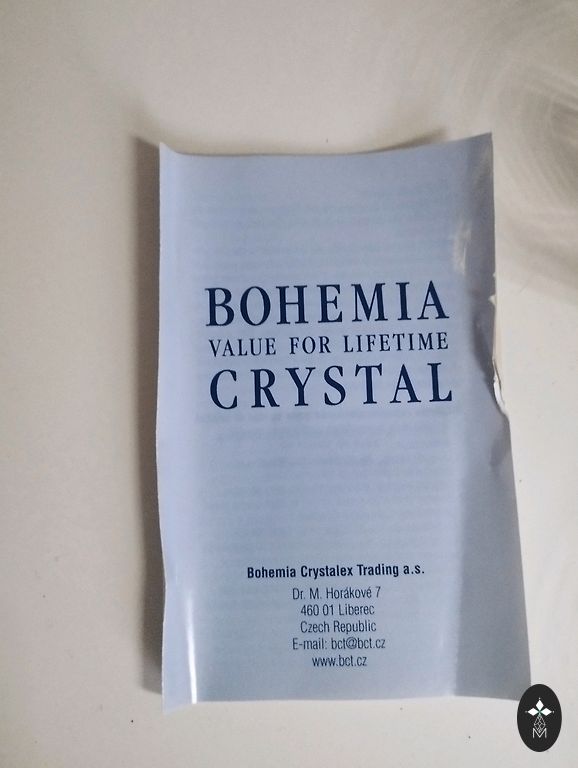 BOHEMIA
VALUE FOR LIFETIME
CRYSTAL
Bohemia Crystalex Trading a.s.
Dr. M. Horákové 7
460 01 Liberec
Czech Republic
E-mail: bct@bct.cz
www.bct.cz
M